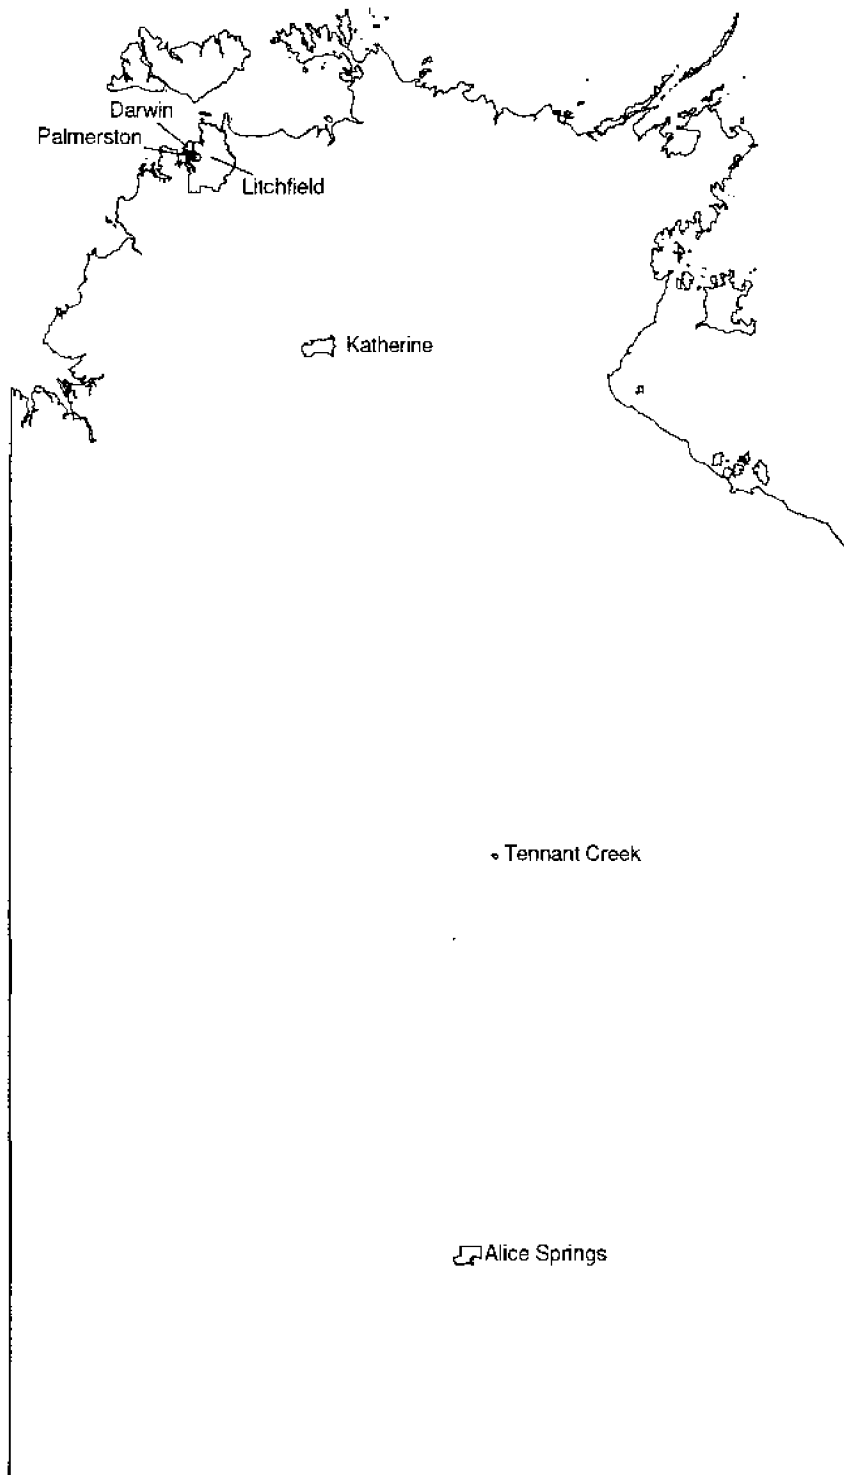 Darwin
Palmerston
Litchfield
Katherine
Tennant Creek
Alice Springs